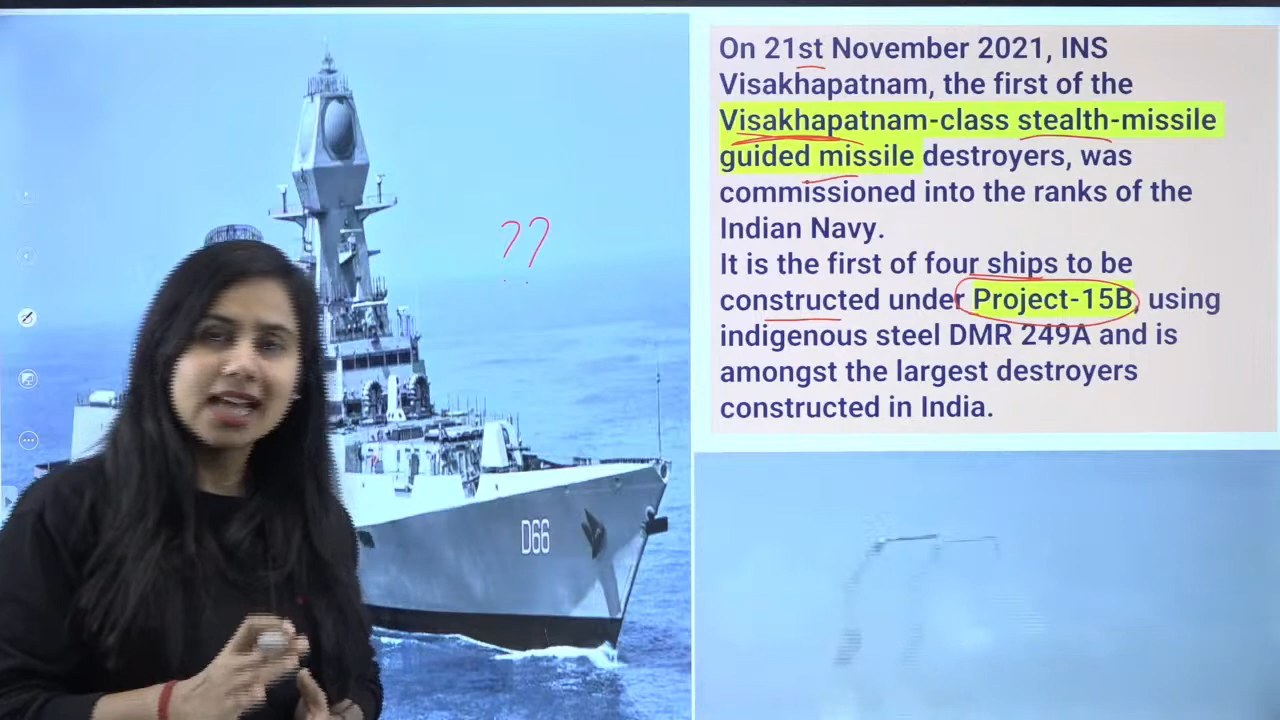 On 21st November 2021, INS
Visakhapatnam, the first of the
Visakhapatnam-class stealth-missile
guided missile destroyers, was
commissioned into the ranks of the
Indian Navy.
It is the first of four ships to be
constructed under Project-15B, using
indigenous steel DMR 249A and is
amongst the largest destroyers
constructed in India.
??
D66